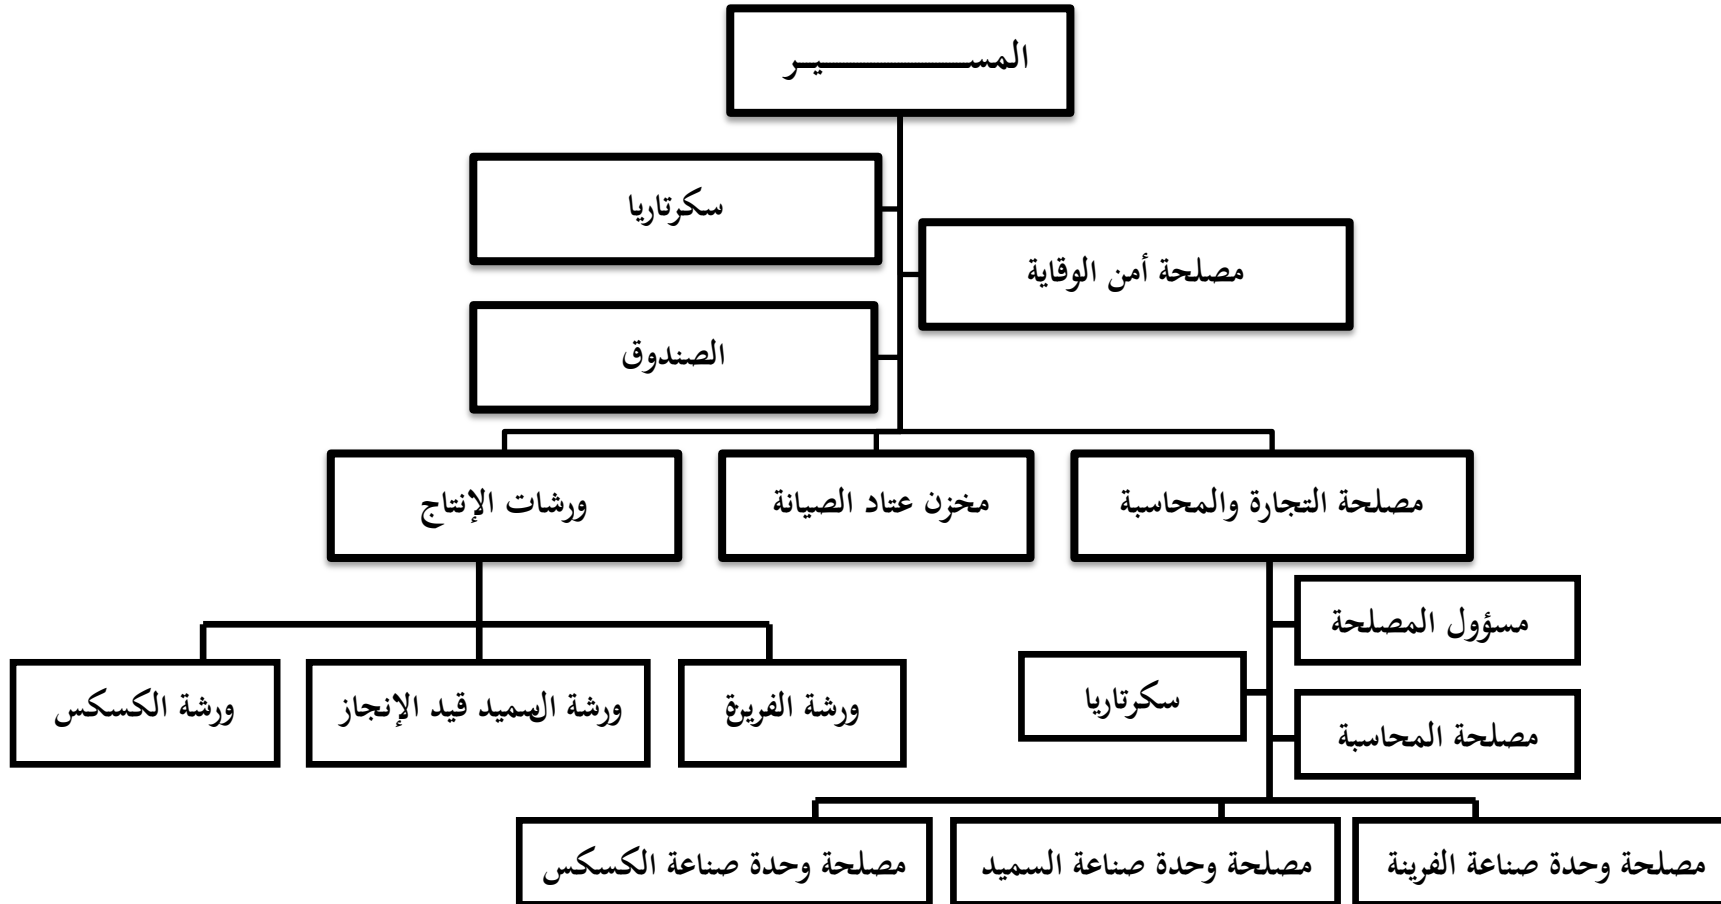 المســــــــــيـر
سكرتاريا
مصلحة أمن الوقاية
الصندوق
مصلحة التجارة والمحاسبة
مخزن عتاد الصيانة
ورشات الإنتاج
مسؤول المصلحة
سكرتاريا
مصلحة المحاسبة
ورشة الفرينة
ورشة السميد قيد الإنجاز
ورشة الكسكس
مصلحة وحدة صناعة الفرينة
مصلحة وحدة صناعة السميد
مصلحة وحدة صناعة الكسكس